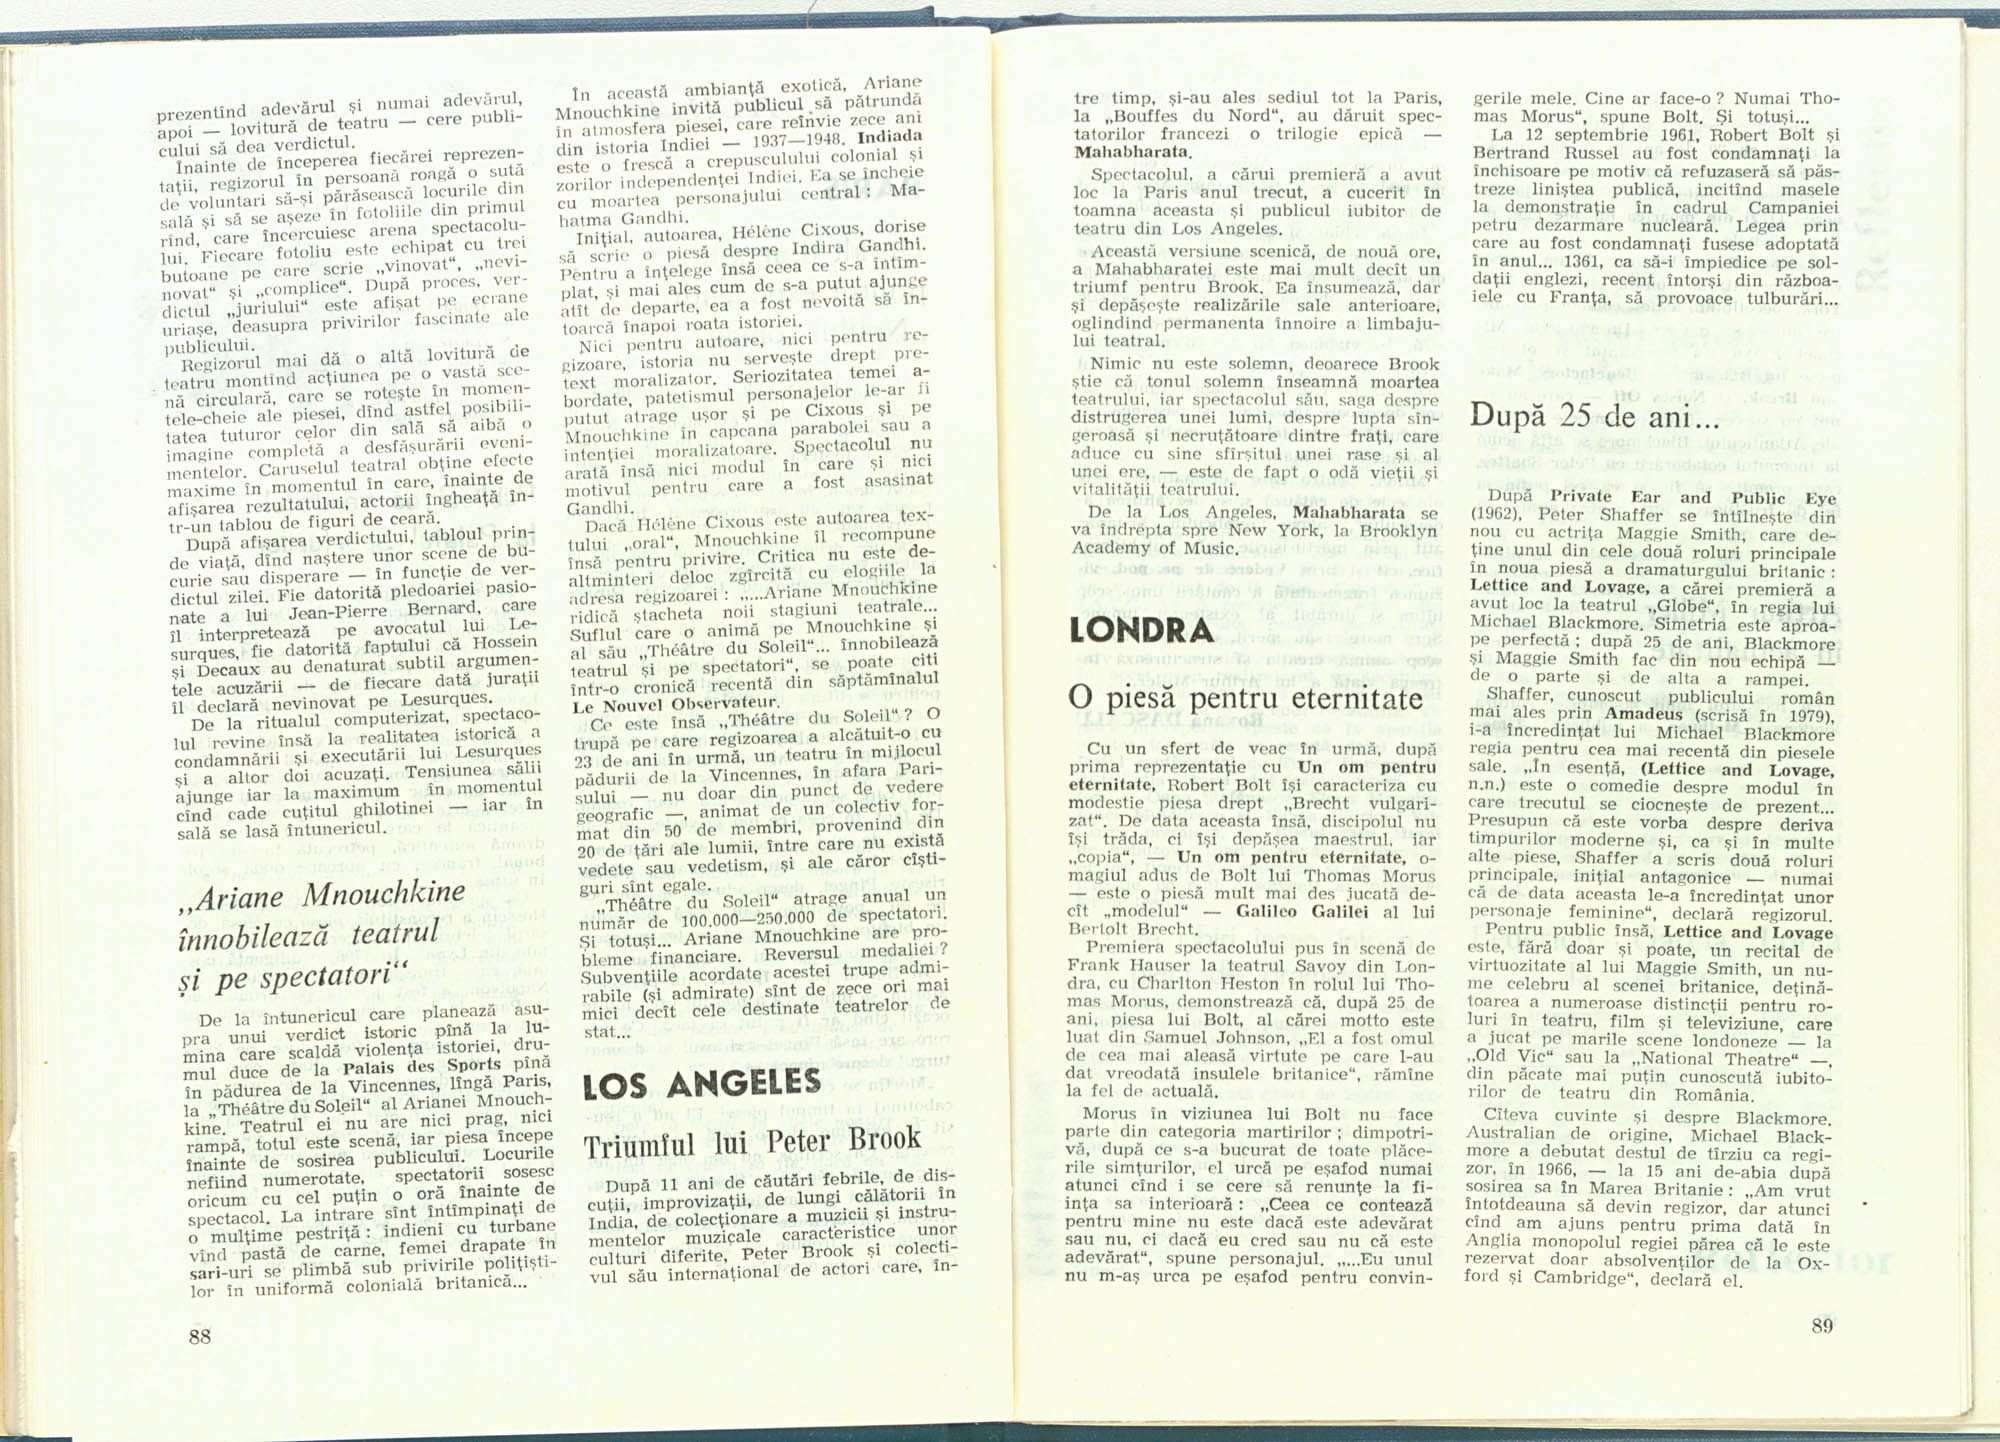 prezentînd adevărul și numai adevărul,
apoi — lovitură de teatru — cere publi-
cului să dea verdictul.
Înainte de începerea fiecărei reprezen-
tații, regizorul în persoană roagă o sută
de voluntari să-și părăsească locurile din
sală și să se așeze în fotoliile din primul
rînd, care încercuiesc arena spectacolu-
lui. Fiecare fotoliu este echipat cu trei
butoane pe care scrie „vinovat“, „nevi-
novat“ și „complice“. După proces, ver-
dictul „juriului“ este afișat pe ecrane
uriașe, deasupra privirilor fascinate ale
publicului.
Regizorul mai dă o altă lovitură de
teatru montînd acțiunea pe o vastă sce-
nă circulară, care se rotește în momen-
tele-cheie ale piesei, dînd astfel posibili-
tatea tuturor celor din sală să aibă o
imagine completă a desfășurării eveni-
mentelor. Caruselul teatral obține efecte
maxime în momentul în care, înainte de
afișarea rezultatului, actorii îngheață în-
tr-un tablou de figuri de ceară.
După afișarea verdictului, tabloul prin-
de viață, dînd naștere unor scene de bu-
curie sau disperare — în funcție de ver-
dictul zilei. Fie datorită pledoariei pasio-
nate a lui Jean-Pierre Bernard, care
îl interpretează pe avocatul lui Le-
surques, fie datorită faptului că Hossein
și Decaux au denaturat subtil argumen-
tele acuzării — de fiecare dată jurații
îl declară nevinovat pe Lesurques.
De la ritualul computerizat, spectaco-
lul revine însă la realitatea istorică a
condamnării și executării lui Lesurques
și a altor doi acuzați. Tensiunea sălii
ajunge iar la maximum în momentul
cînd cade cuțitul ghilotinei — iar în
sală se lasă întunericul.
„Ariane Mnouchkine
înnobilează teatrul
și pe spectatori“
De la întunericul care planează asu-
pra unui verdict istoric pînă la lu-
mina care scaldă violența istoriei, dru-
mul duce de la Palais des Sports pînă
în pădurea de la Vincennes, lîngă Paris,
la „Théâtre du Soleil“ al Arianei Mnouch-
kine. Teatrul ei nu are nici prag, nici
rampă, totul este scenă, iar piesa începe
înainte de sosirea publicului. Locurile
nefiind numerotate, spectatorii sosesc
oricum cu cel puțin o oră înainte de
spectacol. La intrare sînt întîmpinați de
o mulțime pestriță : indieni cu turbane
vînd pastă de carne, femei drapate în
sari-uri se plimbă sub privirile polițiști-
lor în uniformă colonială britanică...
88
În această ambianță exotică, Ariane
Mnouchkine invită publicul să pătrundă
în atmosfera piesei, care reînvie zece ani
din istoria Indiei — 1937—1948. Indiada
este o frescă a crepusculului colonial și
zorilor independenței Indiei. Ea se încheie
cu moartea personajului central : Ma-
hatma Gandhi.
Inițial, autoarea, Hélène Cixous, dorise
să scrie o piesă despre Indira Gandhi.
Pentru a înțelege însă ceea ce s-a întîm-
plat, și mai ales cum de s-a putut ajunge
atît de departe, ea a fost nevoită să în-
toarcă înapoi roata istoriei.
Nici pentru autoare, nici pentru re-
gizoare, istoria nu servește drept pre-
text moralizator. Seriozitatea temei a-
bordate, patetismul personajelor le-ar fi
putut atrage ușor și pe Cixous și pe
Mnouchkine în capcana parabolei sau a
intenției moralizatoare. Spectacolul nu
arată însă nici modul în care și nici
motivul pentru care a fost asasinat
Gandhi.
Dacă Hélène Cixous este autoarea tex-
tului „oral“, Mnouchkine îl recompune
însă pentru privire. Critica nu este de-
altminteri deloc zgîrcită cu elogiile la
adresa regizoarei : „....Ariane Mnouchkine
ridică ștacheta noii stagiuni teatrale...
Suflul care o animă pe Mnouchkine și
al său „Théâtre du Soleil“... înnobilează
teatrul și pe spectatori“, se poate citi
într-o cronică recentă din săptămînalul
Le Nouvel Observateur.
Ce este însă „Théâtre du Soleil“ ? O
trupă pe care regizoarea a alcătuit-o cu
23 de ani în urmă, un teatru în mijlocul
pădurii de la Vincennes, în afara Pari-
sului — nu doar din punct de vedere
geografic —, animat de un colectiv for-
mat din 50 de membri, provenind din
20 de țări ale lumii, între care nu există
vedete sau vedetism, și ale căror cîști-
guri sînt egale.
„Théâtre du Soleil“ atrage anual un
număr de 100.000—250.000 de spectatori.
Și totuși... Ariane Mnouchkine are pro-
bleme financiare. Reversul medaliei ?
Subvențiile acordate acestei trupe admi-
rabile (și admirate) sînt de zece ori mai
mici decît cele destinate teatrelor de
stat...
LOS ANGELES
Triumful lui Peter Brook
După 11 ani de căutări febrile, de dis-
cuții, improvizații, de lungi călătorii în
India, de colecționare a muzicii și instru-
mentelor muzicale caracteristice unor
culturi diferite, Peter Brook și colecti-
vul său internațional de actori care, în-
tre timp, și-au ales sediul tot la Paris,
la „Bouffes du Nord“, au dăruit spec-
tatorilor francezi o trilogie epică —
Mahabharata.
Spectacolul, a cărui premieră a avut
loc la Paris anul trecut, a cucerit în
toamna aceasta și publicul iubitor de
teatru din Los Angeles.
Această versiune scenică, de nouă ore,
a Mahabharatei este mai mult decît un
triumf pentru Brook. Ea însumează, dar
și depășește realizările sale anterioare,
oglindind permanenta înnoire a limbaju-
lui teatral.
Nimic nu este solemn, deoarece Brook
știe că tonul solemn înseamnă moartea
teatrului, iar spectacolul său, saga despre
distrugerea unei lumi, despre lupta sîn-
geroasă și necruțătoare dintre frați, care
aduce cu sine sfîrșitul unei rase și al
unei ere, — este de fapt o odă vieții și
vitalității teatrului.
De la Los Angeles, Mahabharata se
va îndrepta spre New York, la Brooklyn
Academy of Music.
LONDRA
O piesă pentru eternitate
Cu un sfert de veac în urmă, după
prima reprezentație cu Un om pentru
eternitate, Robert Bolt își caracteriza cu
modestie piesa drept „Brecht vulgari-
zat“. De data aceasta însă, discipolul nu
își trăda, ci își depășea maestrul, iar
„copia“, — Un om pentru eternitate, o-
magiul adus de Bolt lui Thomas Morus
— este o piesă mult mai des jucată de-
cît „modelul“ — Galileo Galilei al lui
Bertolt Brecht.
Premiera spectacolului pus în scenă de
Frank Hauser la teatrul Savoy din Lon-
dra, cu Charlton Heston în rolul lui Tho-
mas Morus, demonstrează că, după 25 de
ani, piesa lui Bolt, al cărei motto este
luat din Samuel Johnson, „El a fost omul
de cea mai aleasă virtute pe care l-au
dat vreodată insulele britanice“, rămîne
la fel de actuală.
Morus în viziunea lui Bolt nu face
parte din categoria martirilor ; dimpotri-
vă, după ce s-a bucurat de toate plăce-
rile simțurilor, el urcă pe eșafod numai
atunci cînd i se cere să renunțe la fi-
ința sa interioară : „Ceea ce contează
pentru mine nu este dacă este adevărat
sau nu, ci dacă eu cred sau nu că este
adevărat“, spune personajul. „....Eu unul
nu m-aș urca pe eșafod pentru convin-
gerile mele. Cine ar face-o ? Numai Tho-
mas Morus“, spune Bolt. Și totuși...
La 12 septembrie 1961, Robert Bolt și
Bertrand Russel au fost condamnați la
închisoare pe motiv că refuzaseră să păs-
treze liniștea publică, incitînd masele
la demonstrație în cadrul Campaniei
petru dezarmare nucleară. Legea prin
care au fost condamnați fusese adoptată
în anul... 1361, ca să-i împiedice pe sol-
dații englezi, recent întorși din războa-
iele cu Franța, să provoace tulburări...
După 25 de ani...
După Private Ear and Public Eye
(1962), Peter Shaffer se întîlnește din
nou cu actrița Maggie Smith, care de-
ține unul din cele două roluri principale
în noua piesă a dramaturgului britanic :
Lettice and Lovage, a cărei premieră a
avut loc la teatrul „Globe“, în regia lui
Michael Blackmore. Simetria este aproa-
pe perfectă ; după 25 de ani, Blackmore
și Maggie Smith fac din nou echipă —
de o parte și de alta a rampei.
Shaffer, cunoscut publicului român
mai ales prin Amadeus (scrisă în 1979),
i-a încredințat lui Michael Blackmore
regia pentru cea mai recentă din piesele
sale. „În esență, (Lettice and Lovage,
n.n.) este o comedie despre modul în
care trecutul se ciocnește de prezent...
Presupun că este vorba despre deriva
timpurilor moderne și, ca și în multe
alte piese, Shaffer a scris două roluri
principale, inițial antagonice — numai
că de data aceasta le-a încredințat unor
personaje feminine“, declară regizorul.
Pentru public însă, Lettice and Lovage
este, fără doar și poate, un recital de
virtuozitate al lui Maggie Smith, un nu-
me celebru al scenei britanice, dețină-
toarea a numeroase distincții pentru ro-
luri în teatru, film și televiziune, care
a jucat pe marile scene londoneze — la
„Old Vic“ sau la „National Theatre“ —,
din păcate mai puțin cunoscută iubito-
rilor de teatru din România.
Cîteva cuvinte și despre Blackmore.
Australian de origine, Michael Black-
more a debutat destul de tîrziu ca regi-
zor, în 1966, — la 15 ani de-abia după
sosirea sa în Marea Britanie : „Am vrut
întotdeauna să devin regizor, dar atunci
cînd am ajuns pentru prima dată în
Anglia monopolul regiei părea că le este
rezervat doar absolvenților de la Ox-
ford și Cambridge“, declară el.
89